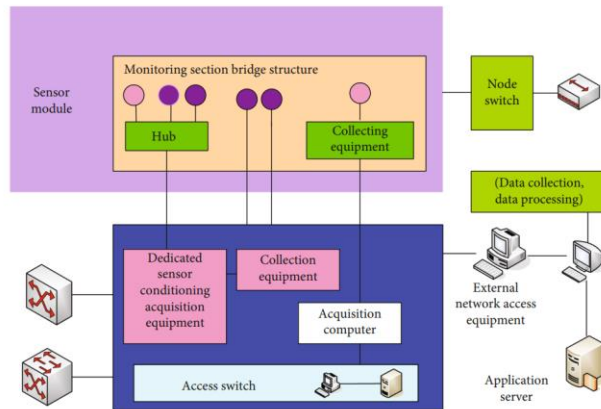 Monitoring section bridge structure
Sensor
module
Hub
Collecting
equipment
Node
switch
(Data collection,
data processing)
Dedicated
sensor
conditioning
acquisition
equipment
Collection
equipment
Acquisition
computer
External
network access
equipment
Access switch
Application
server